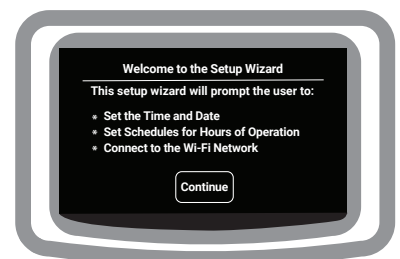 Welcome to the Setup Wizard
This setup wizard will prompt the user to:
* Set the Time and Date
* Set Schedules for Hours of Operation
* Connect to the Wi-Fi Network
Continue